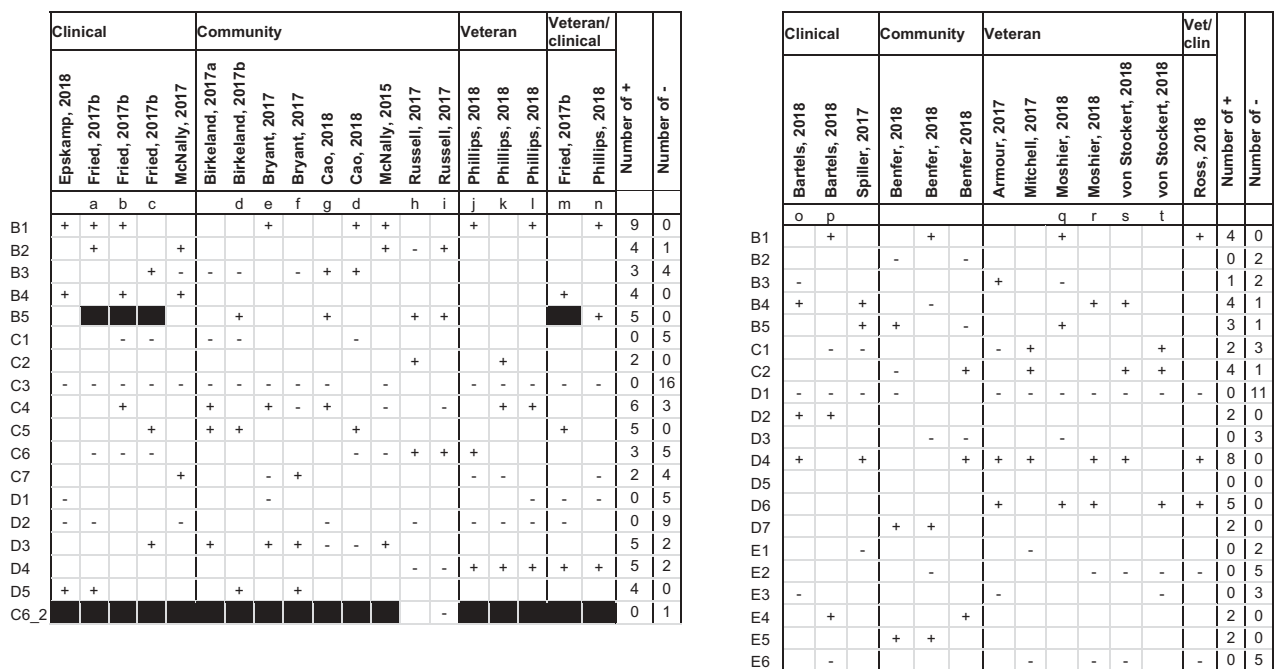 Clinical Community Veteran Veteran/ clinical
Epskamp, 2018 Fried, 2017b Fried, 2017b Fried, 2017b McNally, 2017 Birkeland, 2017a Birkeland, 2017b Bryant, 2017 Bryant, 2017 Cao, 2018 Cao, 2018 McNally, 2015 Russell, 2017 Russell, 2017 Phillips, 2018 Phillips, 2018 Phillips, 2018 Fried, 2017b Phillips, 2018 Number of + Number of -
a b c d e f g d h i j k l m n
B1 + + + + + + + + + 9 0
B2 + + + - + 4 1
B3 + - - - - + + 3 4
B4 + + + + 4 0
B5 + + + + + 5 0
C1 - - - - - 0 5
C2 + + 2 0
C3 - - - - - - - - - - - - - - - - 0 16
C4 + + + - + - - + + 6 3
C5 + + + + + 5 0
C6 - - - - - + + + 3 5
C7 + - + - - - 2 4
D1 - - - - - 0 5
D2 - - - - - - - - - 0 9
D3 + + + + - - + 5 2
D4 - - + + + + + 5 2
D5 + + + + 4 0
C6_2 - 0 1
Clinical Community Veteran Vet/ clin
Bartels, 2018 Bartels, 2018 Spiller, 2017 Benfer, 2018 Benfer, 2018 Benfer 2018 Armour, 2017 Mitchell, 2017 Moshier, 2018 Moshier, 2018 von Stockert, 2018 von Stockert, 2018 Ross, 2018 Number of + Number of -
o p q r s t
B1 + + + + 4 0
B2 - - 0 2
B3 - + - 1 2
B4 + + - + + 4 1
B5 + + - + 3 1
C1 - - - + + 2 3
C2 - + + + + 4 1
D1 - - - - - - - - - - - 0 11
D2 + + 2 0
D3 - - - 0 3
D4 + + + + + + + + 8 0
D5 0 0
D6 + + + + + 5 0
D7 + + 2 0
E1 - - 0 2
E2 - - - - - 0 5
E3 - - - 0 3
E4 + + 2 0
E5 + + 2 0
E6 - - - - - 0 5